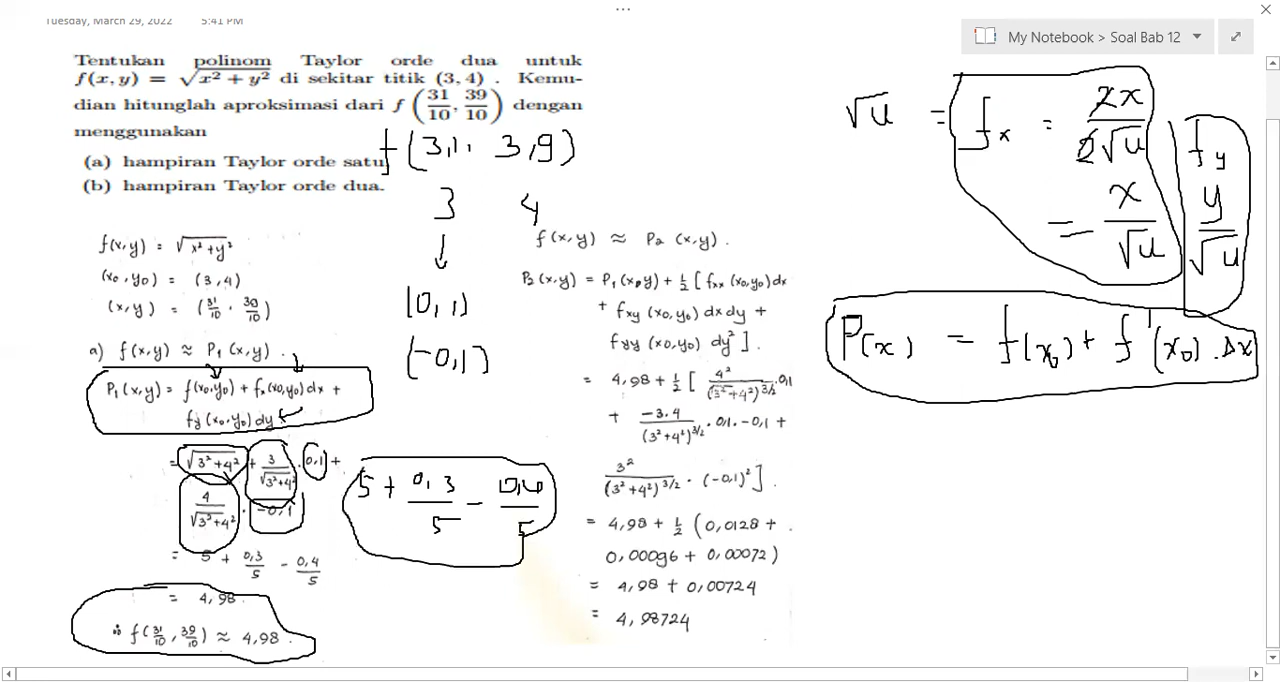 Tuesday, March 29, 2022 5:41 PM
...
My Notebook > Soal Bab 12
Tentukan polinom Taylor orde dua untuk
f(x, y) = √(x² + y²) di sekitar titik (3, 4) . Kemu-
dian hitunglah aproksimasi dari f (31/10, 39/10) dengan
menggunakan
(a) hampiran Taylor orde satu
(b) hampiran Taylor orde dua.
f (3,1, 3,9)
3 4
↓
(0,1)
(-0,1)
f(x,y) = √(x²+y²)
(x₀,y₀) = (3,4)
(x,y) = (31/10 . 39/10)
a) f(x,y) ≈ P₁ (x,y) .
P₁(x,y) = f(x₀,y₀) + fₓ(x₀,y₀) dx +
fy (x₀,y₀) dy
= √(3²+4²) + 3/√(3²+4²) . 0,1 +
4/√(3²+4²) . -0,1
= 5 + 0,3/5 - 0,4/5
= 4,98.
∴ f(31/10, 39/10) ≈ 4,98.
5 + 0,3/5 - 0,4/5
f(x,y) ≈ P₂ (x,y) .
P₂(x,y) = P₁(x,y) + ½ [ fxx (x₀,y₀) dx
+ fxy (x₀,y₀) dx dy +
fyy (x₀,y₀) dy² ] .
= 4,98 + ½ [ 4²/(3²+4²)^3/2 . 0,1
+ -3.4/(3²+4²)^3/2 . 0,1 . -0,1 +
3²/(3²+4²)^3/2 . (-0,1)² ] .
= 4,98 + ½ (0,0128 +
0,00096 + 0,00072)
= 4,98 + 0,00724
= 4,98724
√u = fx = 2x/2√u
= x/√u
fy
y/√u
P(x) = f(x₀) + f'(x₀) . Δx